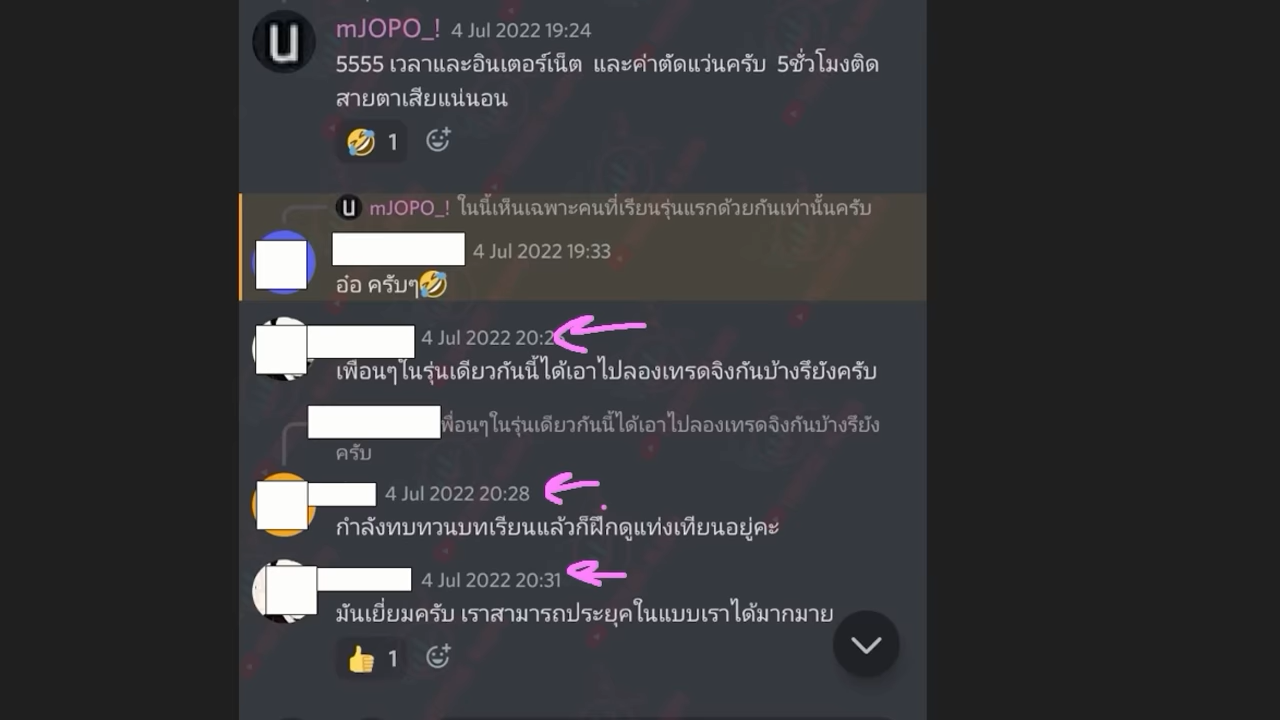 mJOPO_! 4 Jul 2022 19:24
5555 เวลาและอินเตอร์เน็ต และค่าตัดแว่นครับ 5ชั่วโมงติด
สายตาเสียแน่นอน
🤣 1
U mJOPO_! ในนี้เห็นเฉพาะคนที่เรียนรุ่นแรกด้วยกันเท่านั้นครับ
4 Jul 2022 19:33
อ๋อ ครับๆ🤣
4 Jul 2022 20:2
เพื่อนๆในรุ่นเดียวกันนี้ได้เอาไปลองเทรดจิงกันบ้างรึยังครับ
พื่อนๆในรุ่นเดียวกันนี้ได้เอาไปลองเทรดจิงกันบ้างรึยัง
ครับ
4 Jul 2022 20:28
กำลังทบทวนบทเรียนแล้วก็ฝึกดูแท่งเทียนอยู่คะ
4 Jul 2022 20:31
มันเยี่ยมครับ เราสามารถประยุคในแบบเราได้มากมาย
👍 1